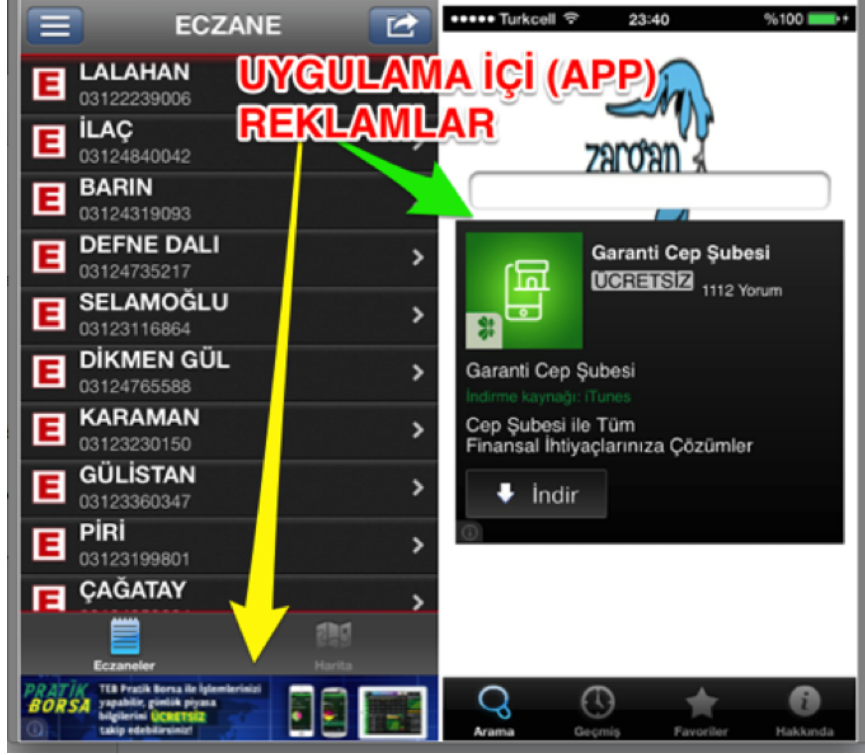 ECZANE
UYGULAMA İÇİ (APP)
REKLAMLAR
LALAHAN
03122239006
İLAÇ
03124840042
BARIN
03124319093
DEFNE DALI
03124735217
SELAMOĞLU
03123116864
DİKMEN GÜL
03124765588
KARAMAN
03123230150
GÜLİSTAN
03123360347
PİRİ
03123199801
ÇAĞATAY
Eczaneler
Harita
PRATİK
BORSA
TEB Pratik Borsa ile İşlemlerinizi
yapabilir, günlük piyasa
bilgilerini ÜCRETSİZ
takip edebilirsiniz!
Turkcell
23:40
%100
zargan
Garanti Cep Şubesi
ÜCRETSİZ
1112 Yorum
Garanti Cep Şubesi
İndirme kaynağı: iTunes
Cep Şubesi ile Tüm
Finansal İhtiyaçlarınıza Çözümler
İndir
Arama
Geçmiş
Favoriler
Hakkında